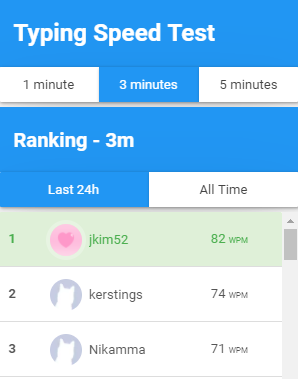 Typing Speed Test
1 minute 3 minutes 5 minutes
Ranking - 3m
Last 24h All Time
1 jkim52 82 WPM
2 kerstings 74 WPM
3 Nikamma 71 WPM